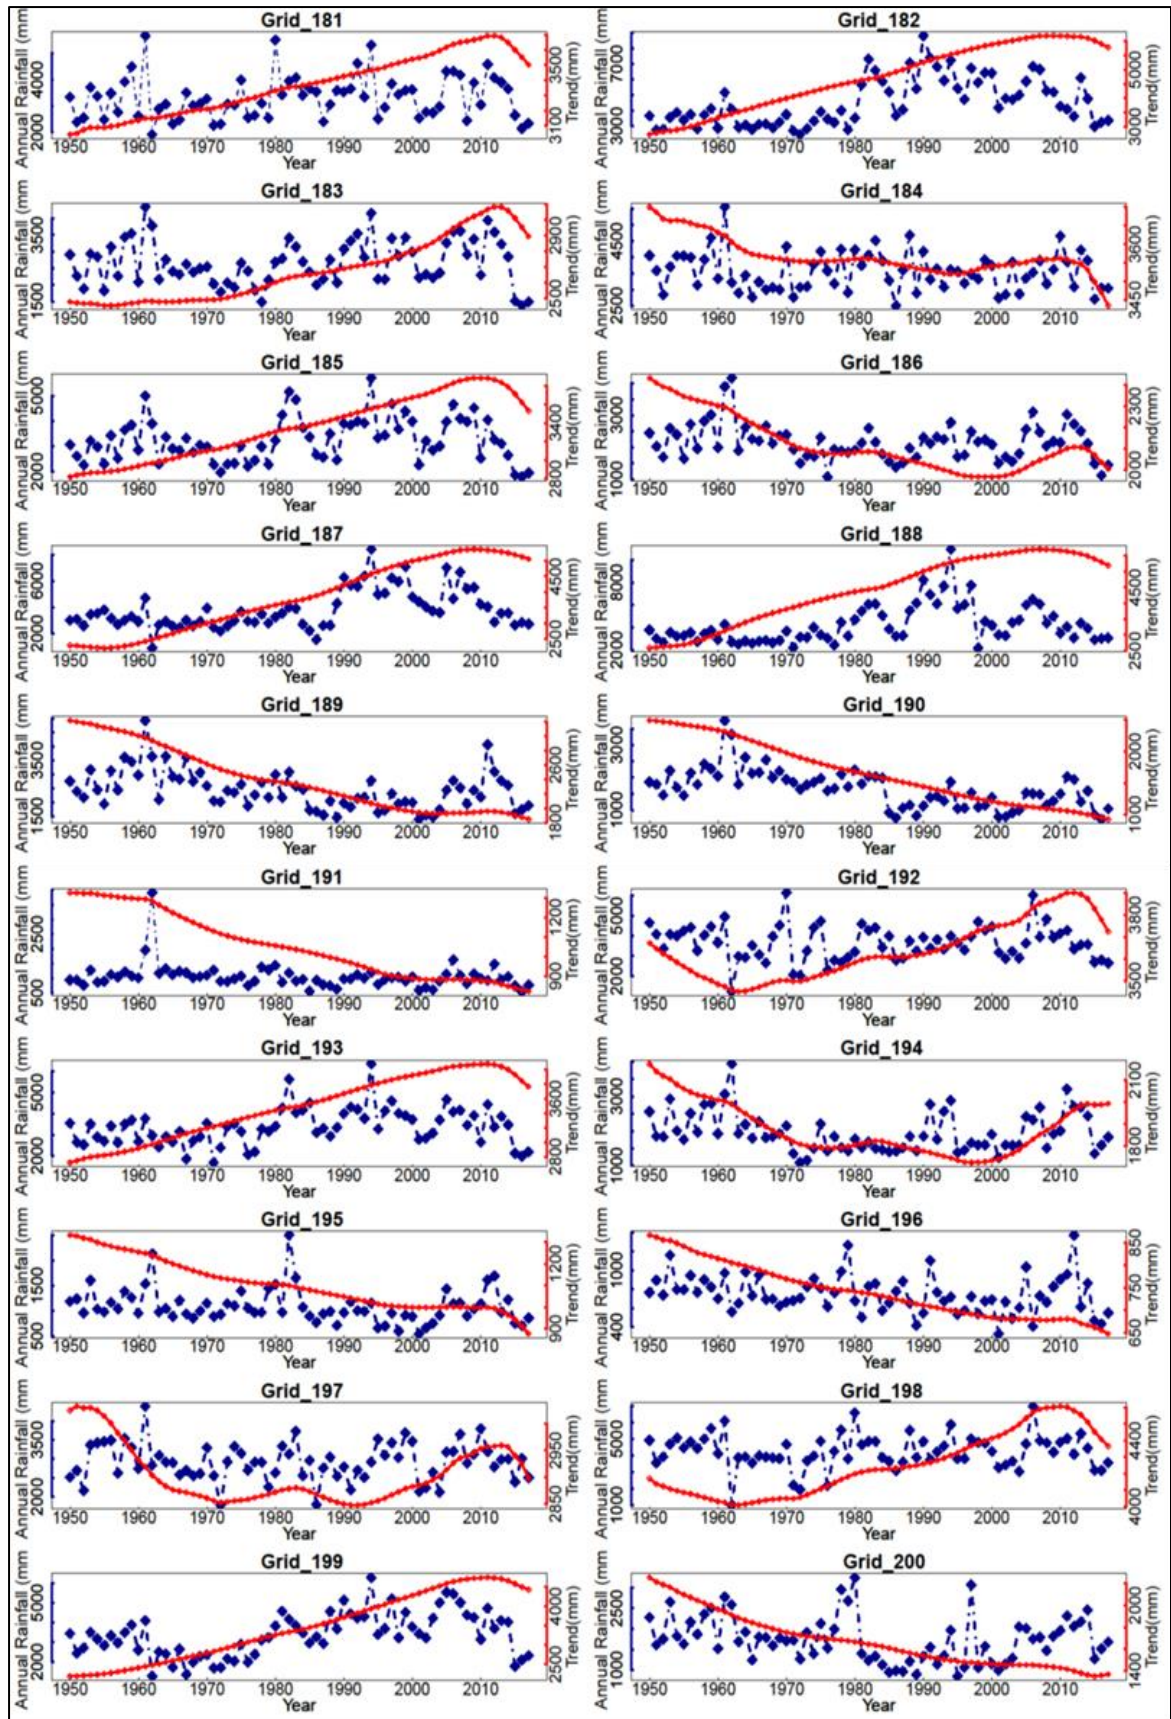 Grid_181
Annual Rainfall (mm
2000 4000
3100 3500
Trend(mm)
1950 1960 1970 1980 1990 2000 2010
Year
Grid_182
Annual Rainfall (mm
3000 7000
3000 5000
Trend(mm)
1950 1960 1970 1980 1990 2000 2010
Year
Grid_183
Annual Rainfall (mm
1500 3500
2500 2900
Trend(mm)
1950 1960 1970 1980 1990 2000 2010
Year
Grid_184
Annual Rainfall (mm
2500 4500
3450 3600
Trend(mm)
1950 1960 1970 1980 1990 2000 2010
Year
Grid_185
Annual Rainfall (mm
2000 5000
2800 3400
Trend(mm)
1950 1960 1970 1980 1990 2000 2010
Year
Grid_186
Annual Rainfall (mm
1000 3000
2000 2300
Trend(mm)
1950 1960 1970 1980 1990 2000 2010
Year
Grid_187
Annual Rainfall (mm
2000 6000
2500 4500
Trend(mm)
1950 1960 1970 1980 1990 2000 2010
Year
Grid_188
Annual Rainfall (mm
2000 8000
2500 4500
Trend(mm)
1950 1960 1970 1980 1990 2000 2010
Year
Grid_189
Annual Rainfall (mm
1500 3500
1800 2600
Trend(mm)
1950 1960 1970 1980 1990 2000 2010
Year
Grid_190
Annual Rainfall (mm
1000 3000
1000 2000
Trend(mm)
1950 1960 1970 1980 1990 2000 2010
Year
Grid_191
Annual Rainfall (mm
500 2500
900 1200
Trend(mm)
1950 1960 1970 1980 1990 2000 2010
Year
Grid_192
Annual Rainfall (mm
2000 5000
3500 3800
Trend(mm)
1950 1960 1970 1980 1990 2000 2010
Year
Grid_193
Annual Rainfall (mm
2000 5000
2800 3600
Trend(mm)
1950 1960 1970 1980 1990 2000 2010
Year
Grid_194
Annual Rainfall (mm
1000 3000
1800 2100
Trend(mm)
1950 1960 1970 1980 1990 2000 2010
Year
Grid_195
Annual Rainfall (mm
500 1500
900 1200
Trend(mm)
1950 1960 1970 1980 1990 2000 2010
Year
Grid_196
Annual Rainfall (mm
400 1000
650 750 850
Trend(mm)
1950 1960 1970 1980 1990 2000 2010
Year
Grid_197
Annual Rainfall (mm
2000 3500
2850 2950
Trend(mm)
1950 1960 1970 1980 1990 2000 2010
Year
Grid_198
Annual Rainfall (mm
1000 5000
4000 4400
Trend(mm)
1950 1960 1970 1980 1990 2000 2010
Year
Grid_199
Annual Rainfall (mm
2000 5000
2500 4000
Trend(mm)
1950 1960 1970 1980 1990 2000 2010
Year
Grid_200
Annual Rainfall (mm
1000 2500
1400 2000
Trend(mm)
1950 1960 1970 1980 1990 2000 2010
Year